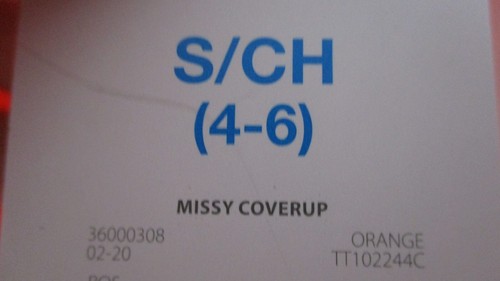 S/CH
(4-6)
MISSY COVERUP
36000308 ORANGE
02-20 TT102244C